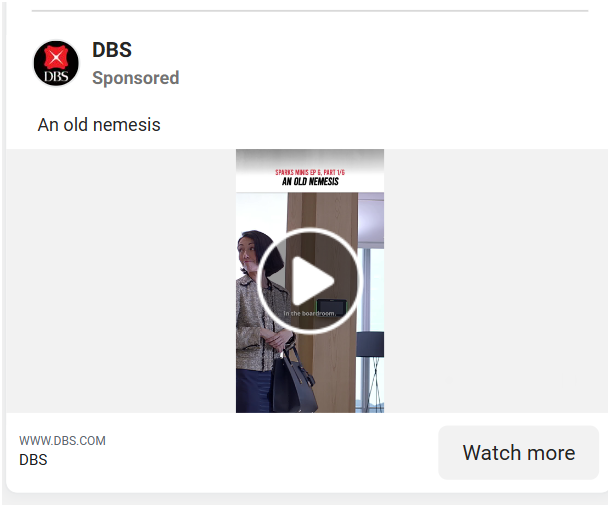 DBS
DBS
Sponsored
An old nemesis
SPARKS MINIS EP 6, PART 1/6
AN OLD NEMESIS
In the boardroom,
WWW.DBS.COM
DBS
Watch more